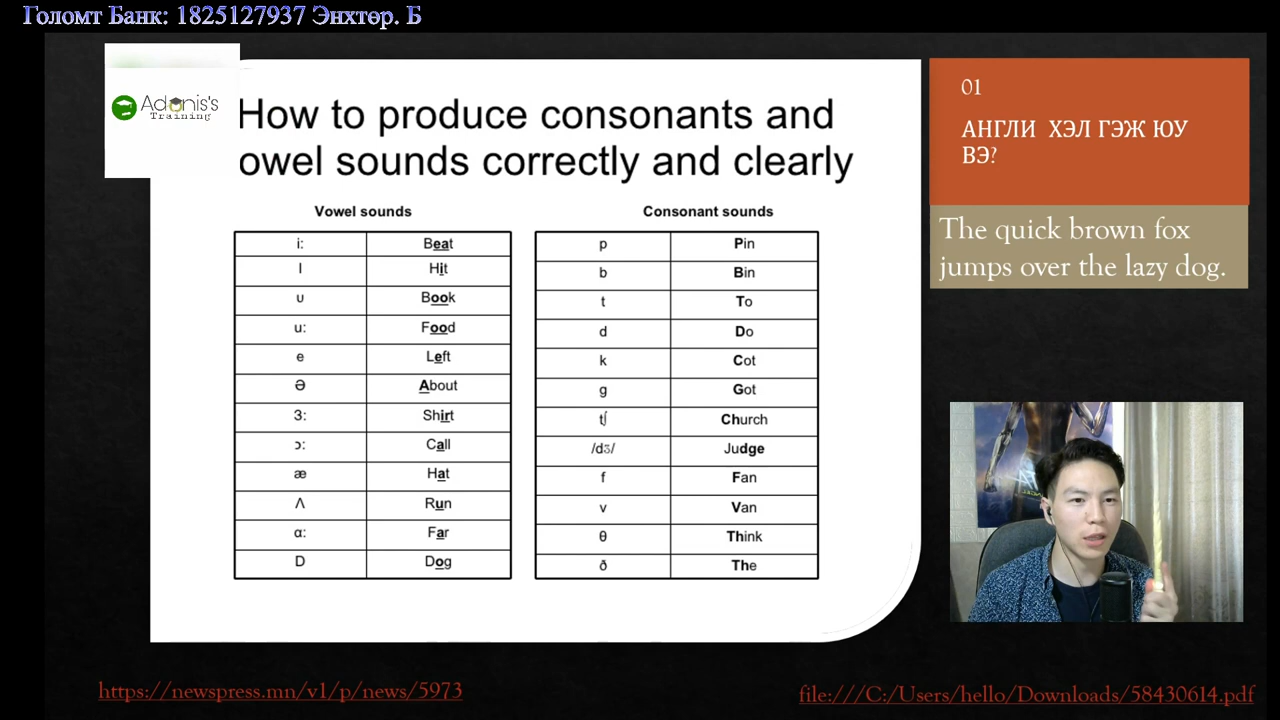 Голомт Банк: 1825127937 Энхтөр. Б
Adonis's
Training
How to produce consonants and
owel sounds correctly and clearly
Vowel sounds
i: Beat
I Hit
ʊ Book
u: Food
e Left
Ə About
3: Shirt
ɔ: Call
æ Hat
Λ Run
ɑ: Far
D Dog
Consonant sounds
p Pin
b Bin
t To
d Do
k Cot
g Got
tʃ Church
/dʒ/ Judge
f Fan
v Van
θ Think
ð The
01
АНГЛИ ХЭЛ ГЭЖ ЮУ
ВЭ?
The quick brown fox
jumps over the lazy dog.
https://newspress.mn/v1/p/news/5973
file:///C:/Users/hello/Downloads/58430614.pdf